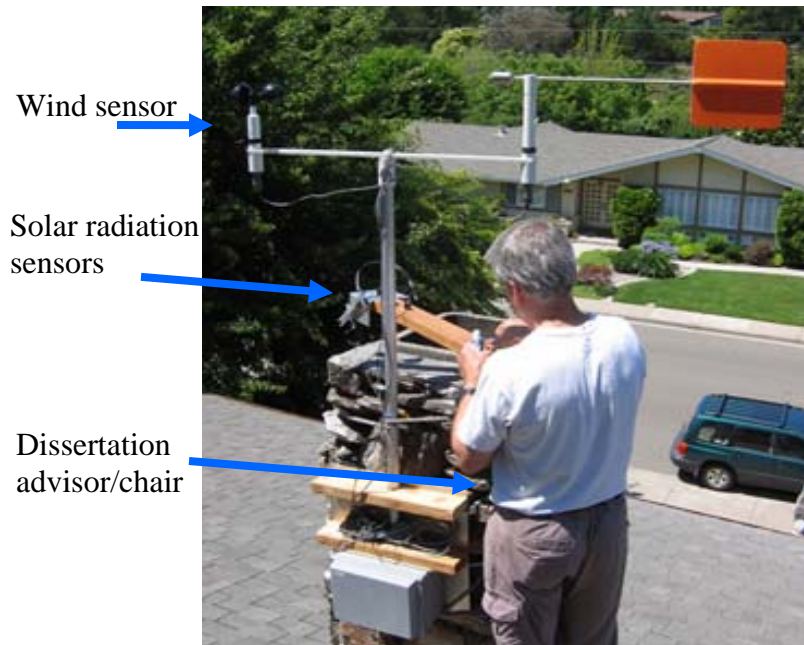 Wind sensor
Solar radiation
sensors
Dissertation
advisor/chair